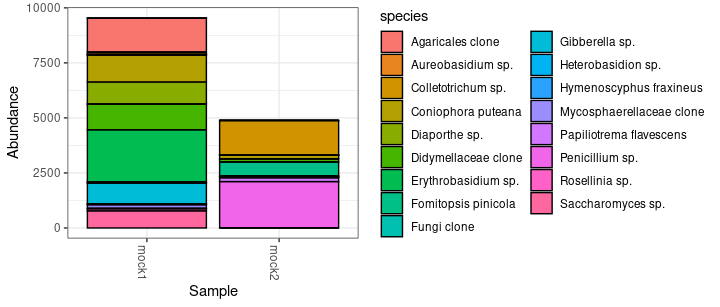 10000
7500
5000
2500
0
Abundance
mock1
mock2
Sample
species
Agaricales clone
Aureobasidium sp.
Colletotrichum sp.
Coniophora puteana
Diaporthe sp.
Didymellaceae clone
Erythrobasidium sp.
Fomitopsis pinicola
Fungi clone
Gibberella sp.
Heterobasidion sp.
Hymenoscyphus fraxineus
Mycosphaerellaceae clone
Papiliotrema flavescens
Penicillium sp.
Rosellinia sp.
Saccharomyces sp.